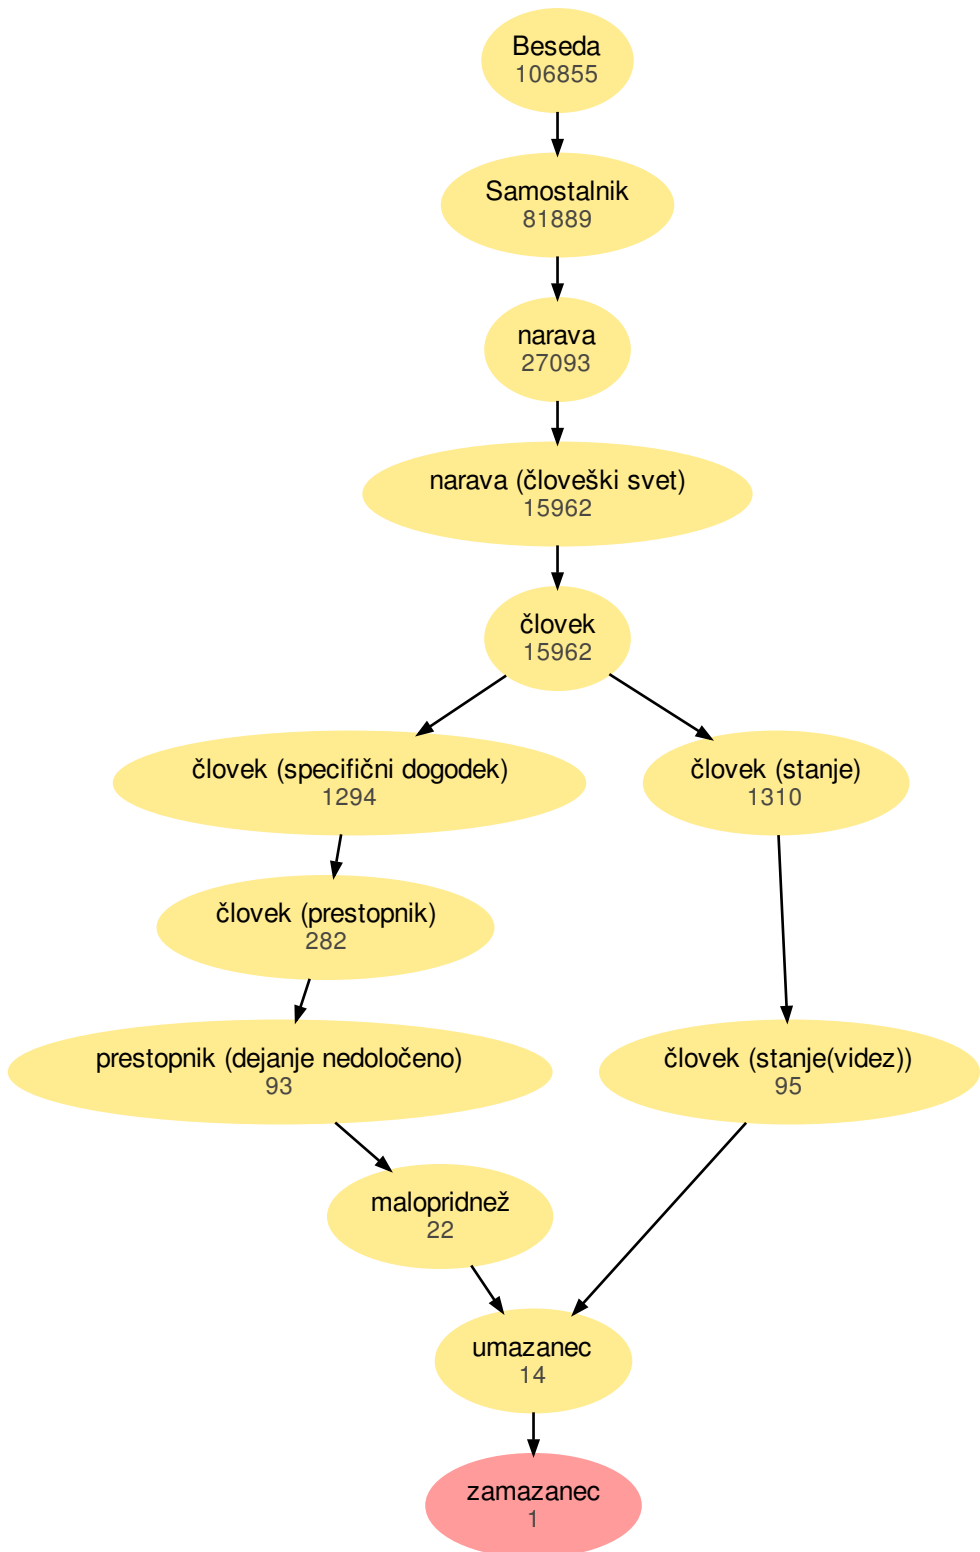 Beseda
106855
Samostalnik
81889
narava
27093
narava (človeški svet)
15962
človek
15962
človek (specifični dogodek)
1294
človek (stanje)
1310
človek (prestopnik)
282
prestopnik (dejanje nedoločeno)
93
človek (stanje(videz))
95
malopridnež
22
umazanec
14
zamazanec
1